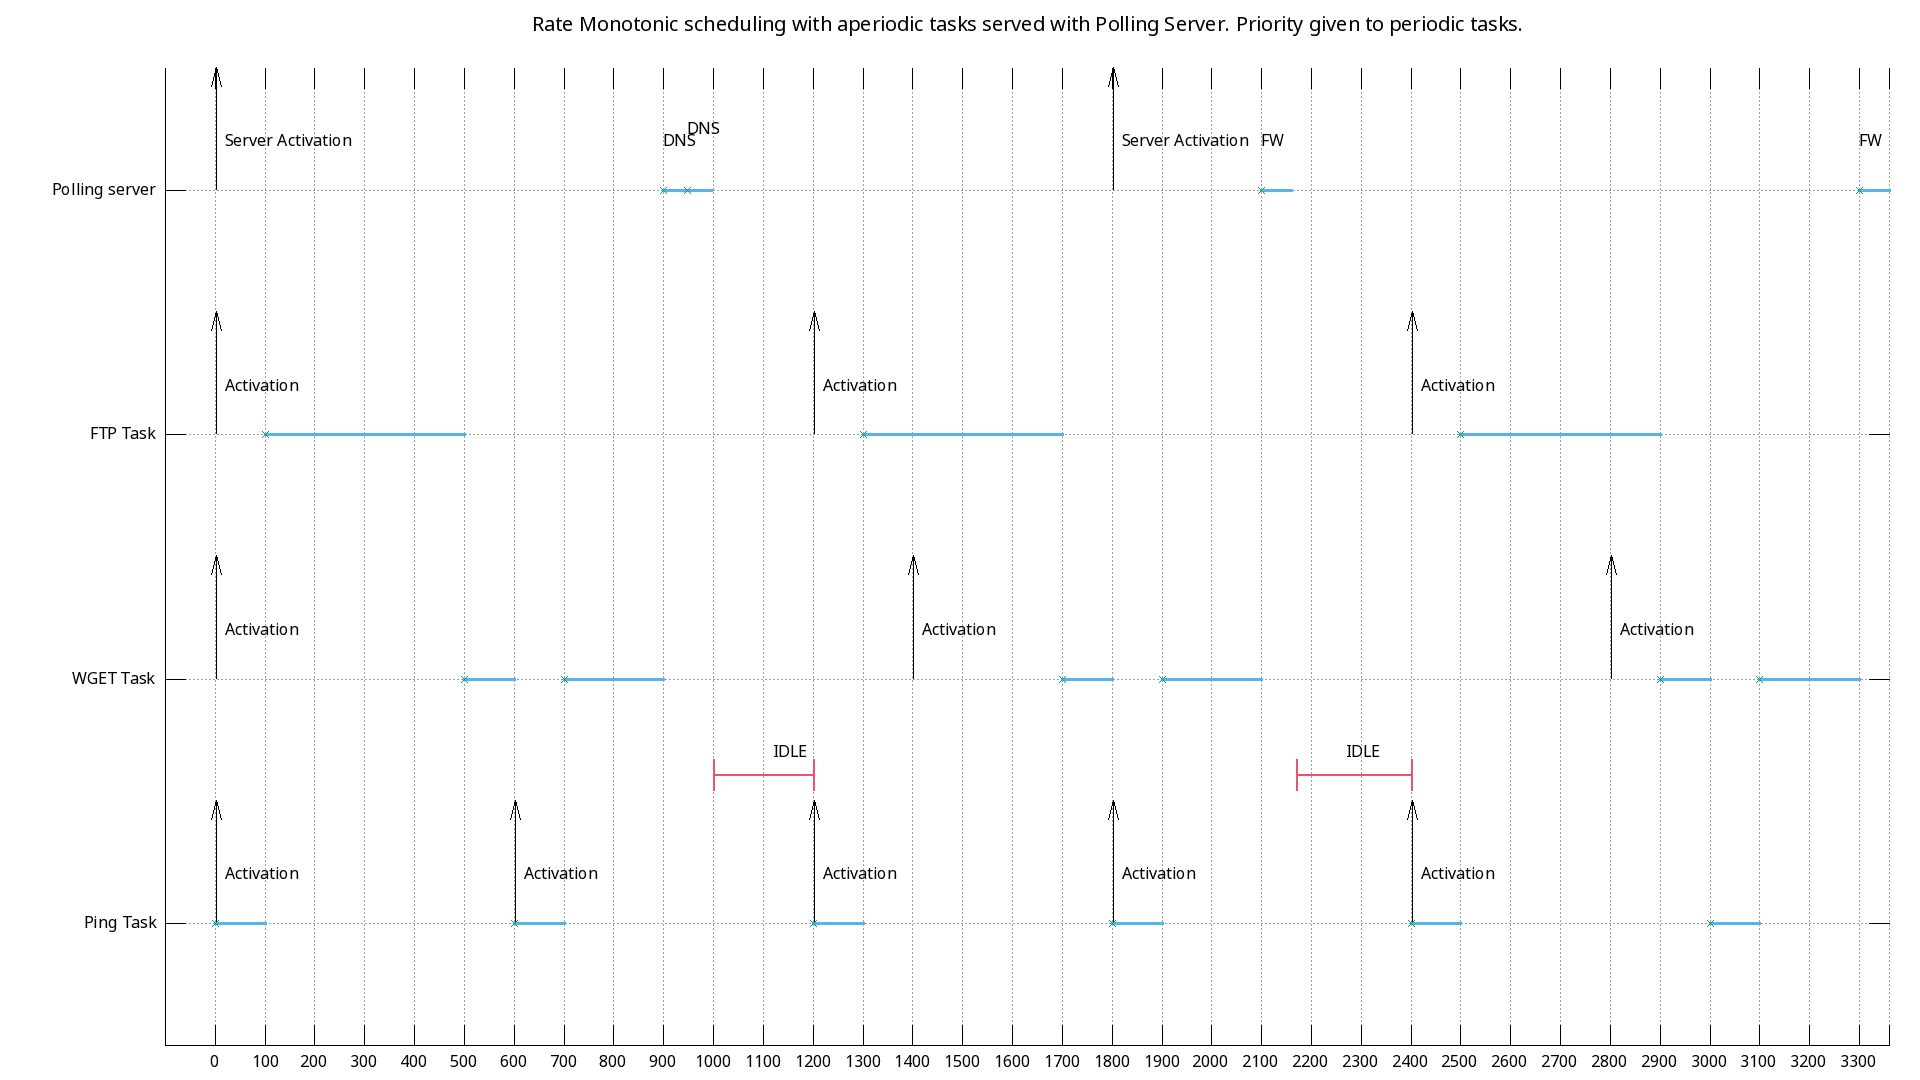 Rate Monotonic scheduling with aperiodic tasks served with Polling Server. Priority given to periodic tasks.
DNS
Server Activation DNS Server Activation FW FW
Polling server
Activation Activation Activation
FTP Task
Activation Activation Activation
WGET Task
IDLE IDLE
Activation Activation Activation Activation Activation
Ping Task
0 100 200 300 400 500 600 700 800 900 1000 1100 1200 1300 1400 1500 1600 1700 1800 1900 2000 2100 2200 2300 2400 2500 2600 2700 2800 2900 3000 3100 3200 3300